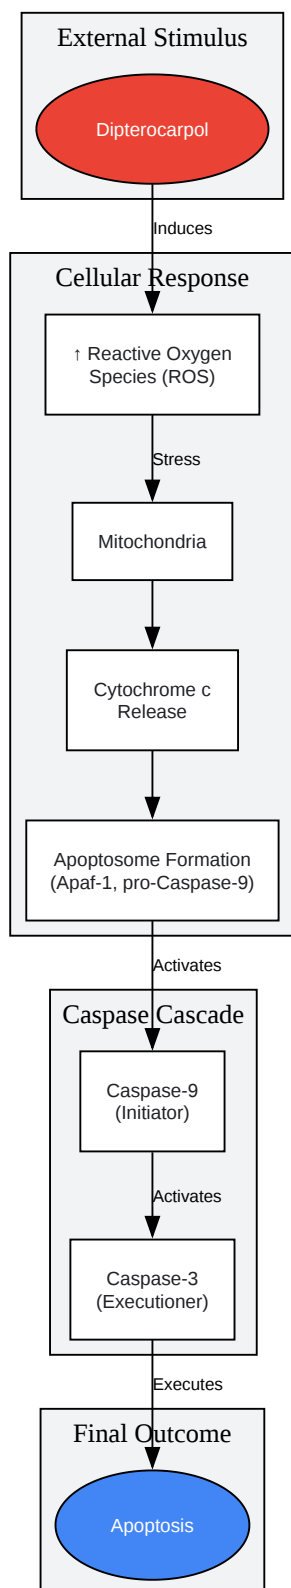 External Stimulus
Dipterocarpol
Induces
Cellular Response
↑ Reactive Oxygen
Species (ROS)
Stress
Mitochondria
Cytochrome c
Release
Apoptosome Formation
(Apaf-1, pro-Caspase-9)
Activates
Caspase Cascade
Caspase-9
(Initiator)
Activates
Caspase-3
(Executioner)
Executes
Final Outcome
Apoptosis